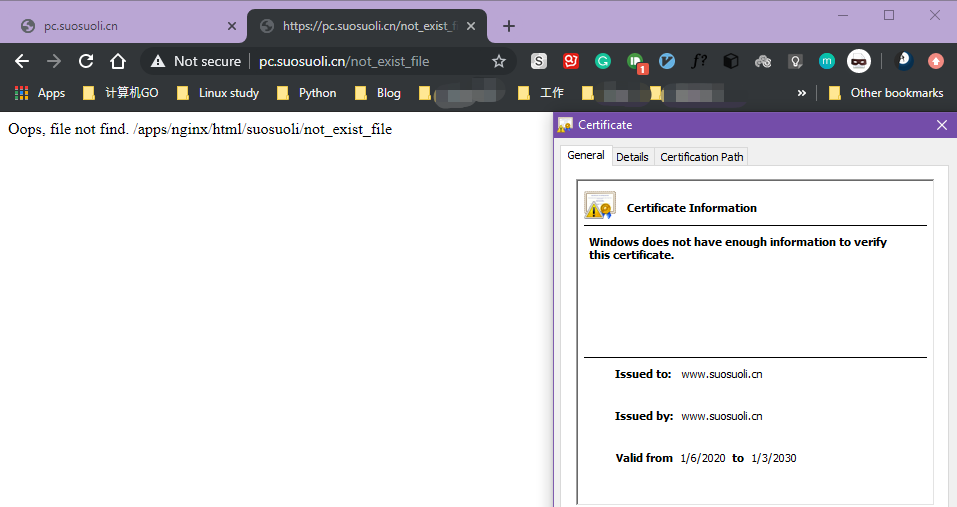 pc.suosuoli.cn
https://pc.suosuoli.cn/not_exist_f
Not secure
pc.suosuoli.cn/not_exist_file
S
1
f?
m
Apps
计算机GO
Linux study
Python
Blog
工作
»
Other bookmarks
Oops, file not find. /apps/nginx/html/suosuoli/not_exist_file
Certificate
General
Details
Certification Path
Certificate Information
Windows does not have enough information to verify
this certificate.
Issued to: www.suosuoli.cn
Issued by: www.suosuoli.cn
Valid from 1/6/2020 to 1/3/2030